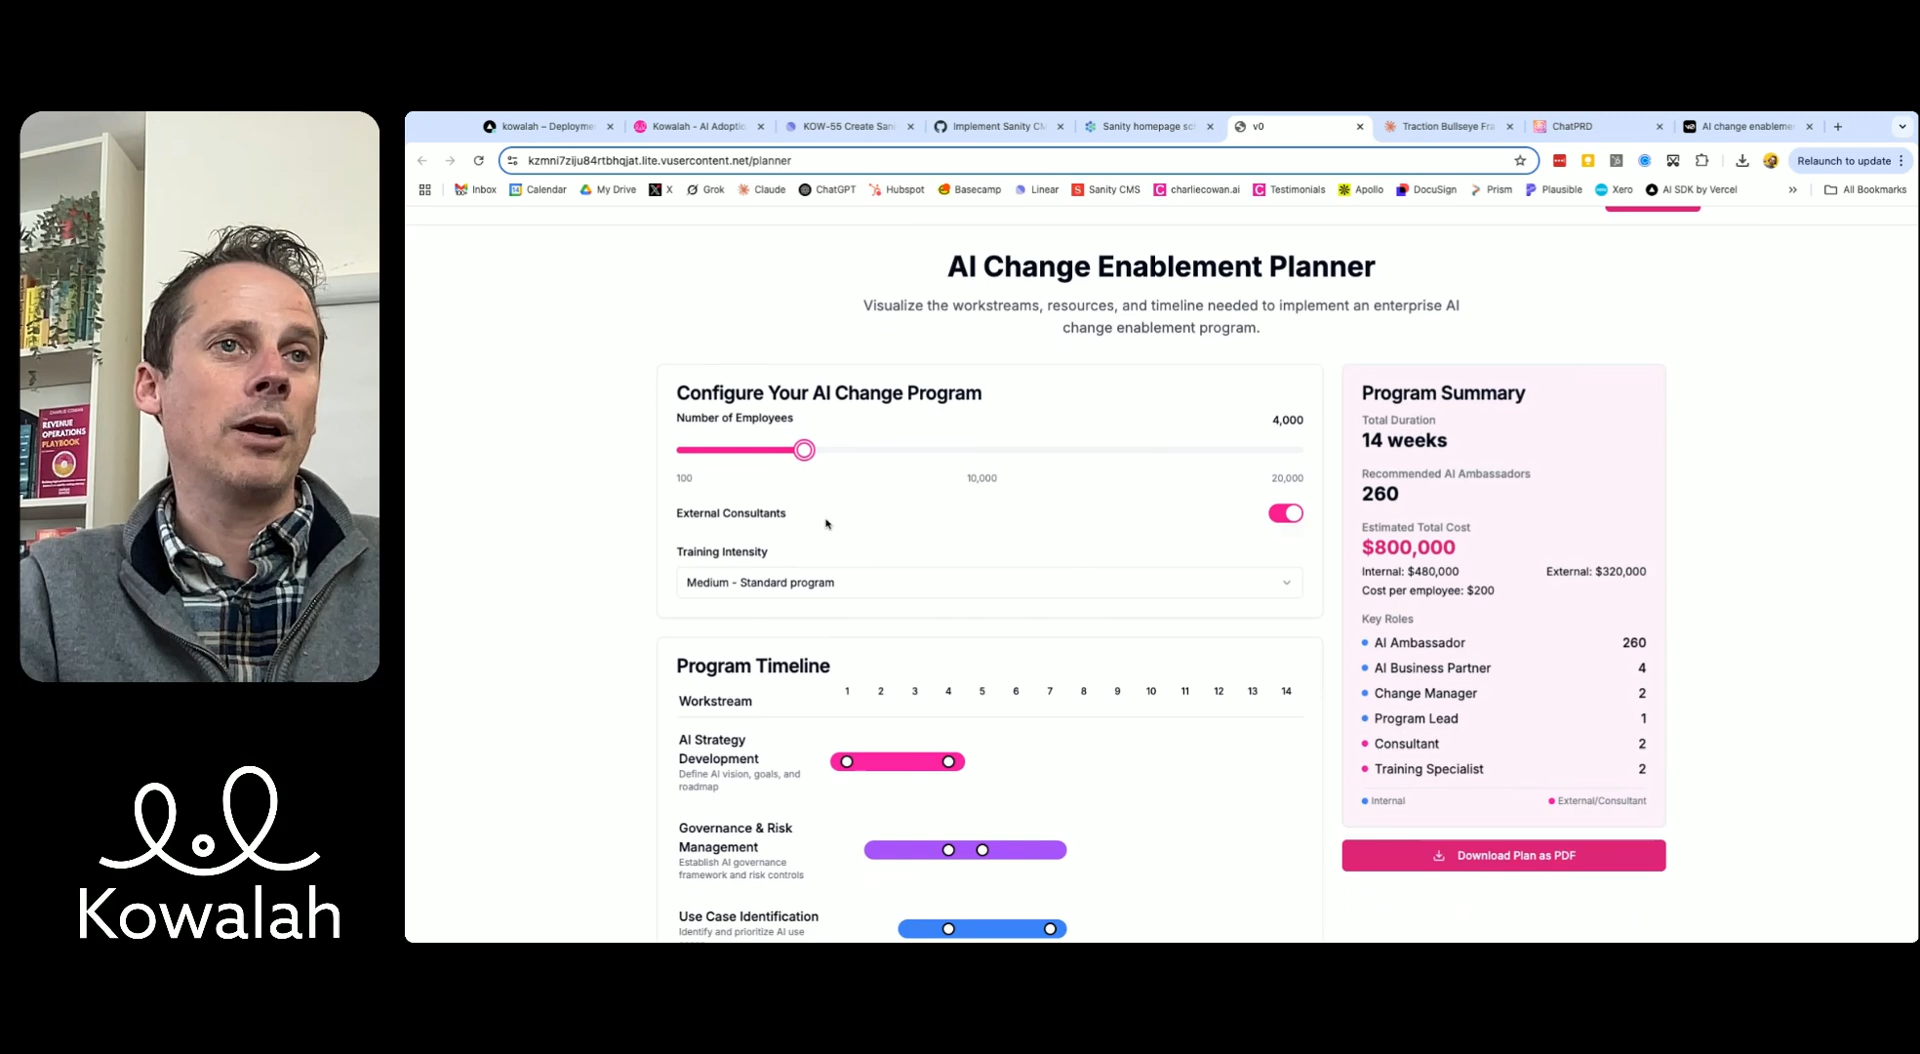 kowalah – Deployme
Kowalah - AI Adoptio
KOW-55 Create San
Implement Sanity CM
Sanity homepage sc
v0
Traction Bullseye Fra
ChatPRD
AI change enableme
kzmni7ziju84rtbhqjat.lite.vusercontent.net/planner
Relaunch to update
Inbox
Calendar
My Drive
X
Grok
Claude
ChatGPT
Hubspot
Basecamp
Linear
Sanity CMS
charliecowan.ai
Testimonials
Apollo
DocuSign
Prism
Plausible
Xero
AI SDK by Vercel
All Bookmarks
AI Change Enablement Planner
Visualize the workstreams, resources, and timeline needed to implement an enterprise AI
change enablement program.
Configure Your AI Change Program
Number of Employees
4,000
100
10,000
20,000
External Consultants
Training Intensity
Medium - Standard program
Program Timeline
Workstream
1 2 3 4 5 6 7 8 9 10 11 12 13 14
AI Strategy
Development
Define AI vision, goals, and
roadmap
Governance & Risk
Management
Establish AI governance
framework and risk controls
Use Case Identification
Identify and prioritize AI use
Program Summary
Total Duration
14 weeks
Recommended AI Ambassadors
260
Estimated Total Cost
$800,000
Internal: $480,000
External: $320,000
Cost per employee: $200
Key Roles
AI Ambassador 260
AI Business Partner 4
Change Manager 2
Program Lead 1
Consultant 2
Training Specialist 2
Internal
External/Consultant
Download Plan as PDF
CHARLIE COWAN
REVENUE
OPERATIONS
PLAYBOOK
Kowalah